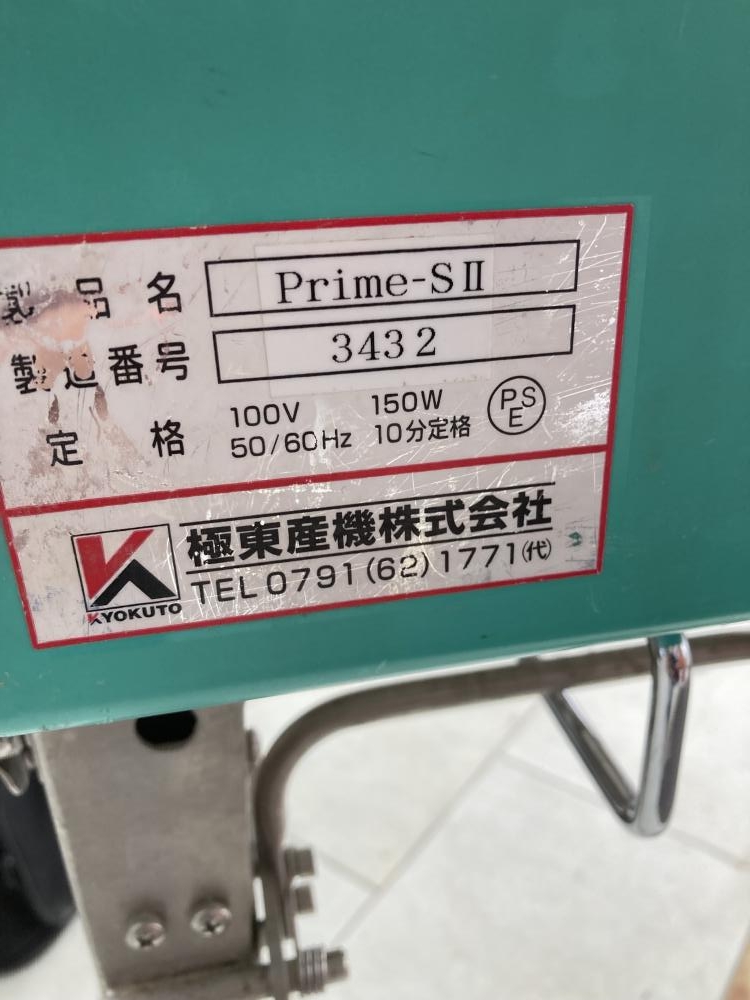 製品名 Prime-SⅡ
製造番号 3432
定格 100V 150W PSE
50/60Hz 10分定格
極東産機株式会社
KYOKUTO
TEL 0791(62)1771㈹